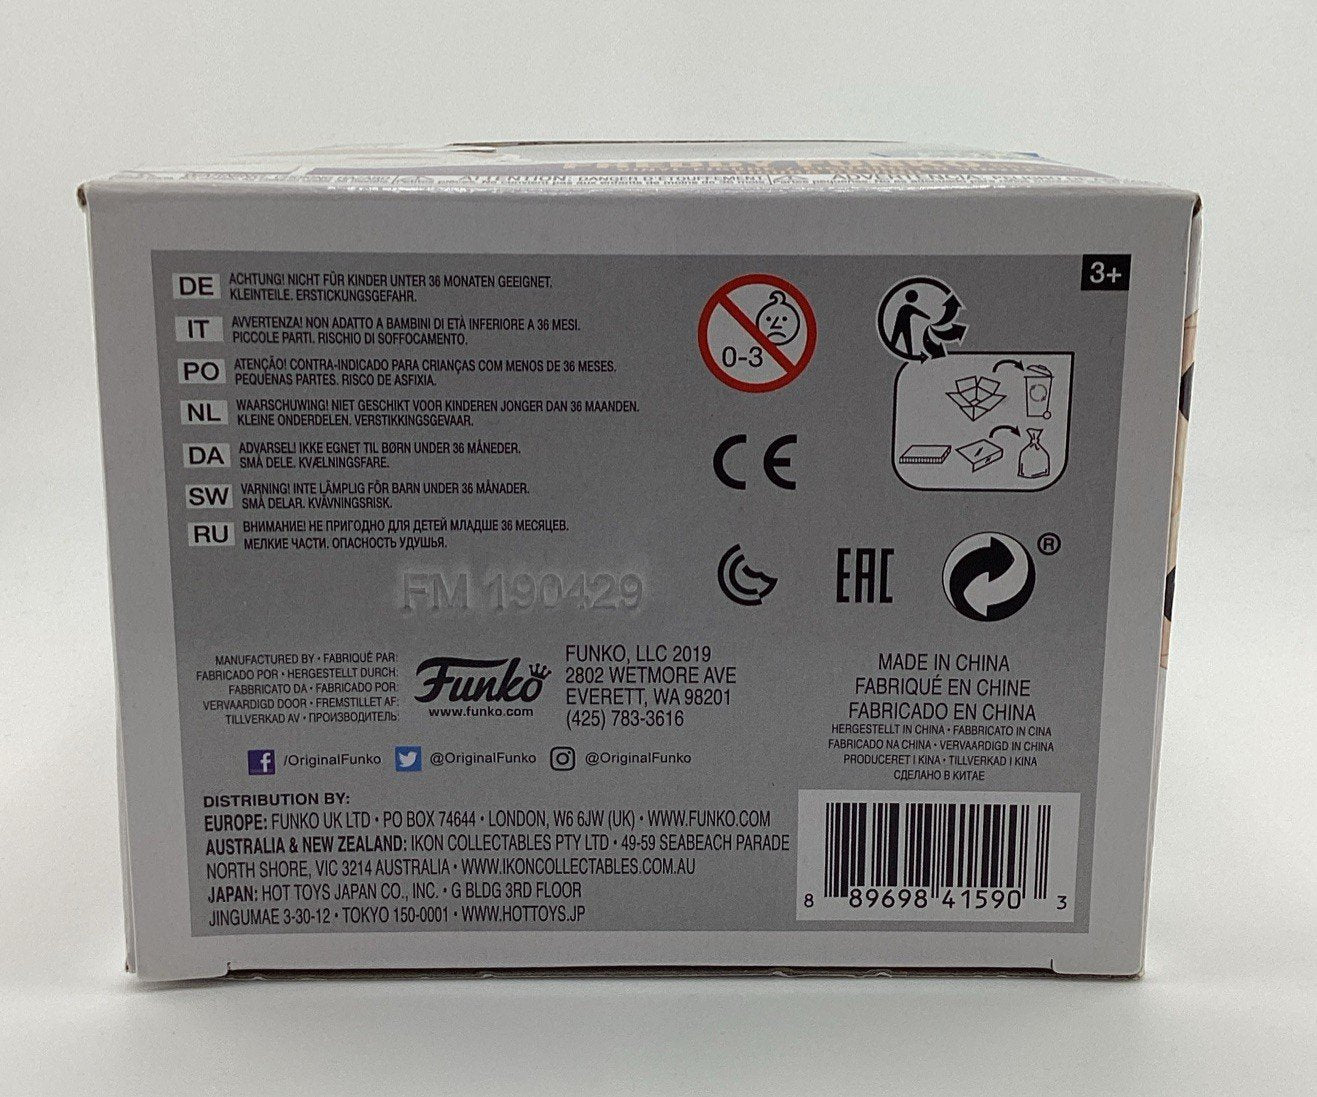 FREDDY FUNKO
ATTENTION: DANGER D'ÉTOUFFEMENT
ADVERTENCIA:
3+
DE ACHTUNG! NICHT FÜR KINDER UNTER 36 MONATEN GEEIGNET.
KLEINTEILE. ERSTICKUNGSGEFAHR.
IT AVVERTENZA! NON ADATTO A BAMBINI DI ETÀ INFERIORE A 36 MESI.
PICCOLE PARTI. RISCHIO DI SOFFOCAMENTO.
PO ATENÇÃO! CONTRA-INDICADO PARA CRIANÇAS COM MENOS DE 36 MESES.
PEQUENAS PARTES. RISCO DE ASFIXIA.
NL WAARSCHUWING! NIET GESCHIKT VOOR KINDEREN JONGER DAN 36 MAANDEN.
KLEINE ONDERDELEN. VERSTIKKINGSGEVAAR.
DA ADVARSEL! IKKE EGNET TIL BØRN UNDER 36 MÅNEDER.
SMÅ DELE. KVÆLNINGSFARE.
SW VARNING! INTE LÄMPLIG FÖR BARN UNDER 36 MÅNADER.
SMÅ DELAR. KVÄVNINGSRISK.
RU ВНИМАНИЕ! НЕ ПРИГОДНО ДЛЯ ДЕТЕЙ МЛАДШЕ 36 МЕСЯЦЕВ.
МЕЛКИЕ ЧАСТИ. ОПАСНОСТЬ УДУШЬЯ.
0-3
CE
EAC
®
FM 190429
MANUFACTURED BY • FABRIQUÉ PAR:
FABRICADO POR • HERGESTELLT DURCH:
FABBRICATO DA • FABRICADO POR:
VERVAARDIGD DOOR • FREMSTILLET AF:
TILLVERKAD AV • ПРОИЗВОДИТЕЛЬ:
Funko
www.funko.com
FUNKO, LLC 2019
2802 WETMORE AVE
EVERETT, WA 98201
(425) 783-3616
/OriginalFunko @OriginalFunko @OriginalFunko
MADE IN CHINA
FABRIQUÉ EN CHINE
FABRICADO EN CHINA
HERGESTELLT IN CHINA • FABBRICATO IN CINA
FABRICADO NA CHINA • VERVAARDIGD IN CHINA
PRODUCERET I KINA • TILLVERKAD I KINA
СДЕЛАНО В КИТАЕ
DISTRIBUTION BY:
EUROPE: FUNKO UK LTD • PO BOX 74644 • LONDON, W6 6JW (UK) • WWW.FUNKO.COM
AUSTRALIA & NEW ZEALAND: IKON COLLECTABLES PTY LTD • 49-59 SEABEACH PARADE
NORTH SHORE, VIC 3214 AUSTRALIA • WWW.IKONCOLLECTABLES.COM.AU
JAPAN: HOT TOYS JAPAN CO., INC. • G BLDG 3RD FLOOR
JINGUMAE 3-30-12 • TOKYO 150-0001 • WWW.HOTTOYS.JP
8 89698 41590 3